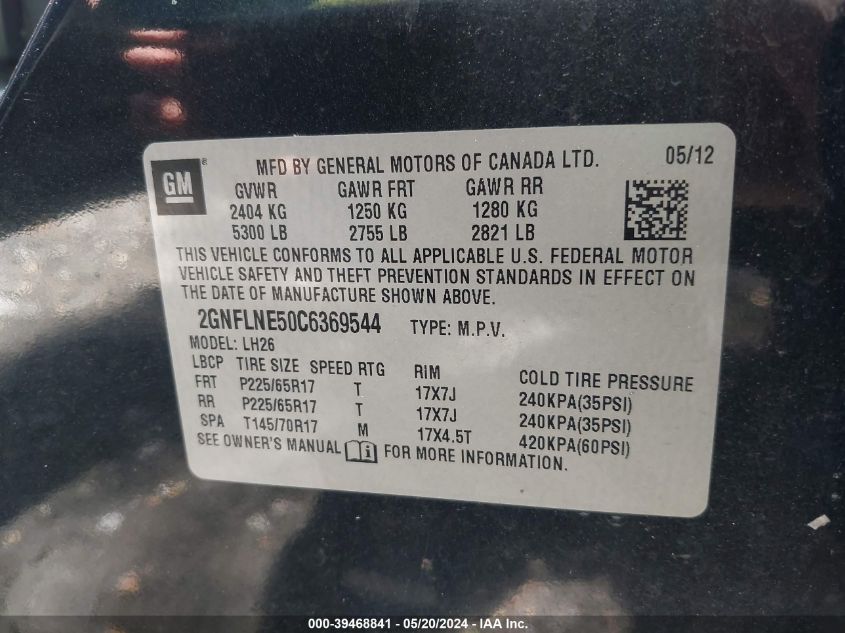 GM® MFD BY GENERAL MOTORS OF CANADA LTD. 05/12
GVWR GAWR FRT GAWR RR
2404 KG 1250 KG 1280 KG
5300 LB 2755 LB 2821 LB
THIS VEHICLE CONFORMS TO ALL APPLICABLE U.S. FEDERAL MOTOR
VEHICLE SAFETY AND THEFT PREVENTION STANDARDS IN EFFECT ON
THE DATE OF MANUFACTURE SHOWN ABOVE.
2GNFLNE50C6369544 TYPE: M.P.V.
MODEL: LH26
LBCP TIRE SIZE SPEED RTG RIM COLD TIRE PRESSURE
FRT P225/65R17 T 17X7J 240KPA(35PSI)
RR P225/65R17 T 17X7J 240KPA(35PSI)
SPA T145/70R17 M 17X4.5T 420KPA(60PSI)
SEE OWNER'S MANUAL FOR MORE INFORMATION.
000-39468841 / 05/20/2024 - IAA Inc.